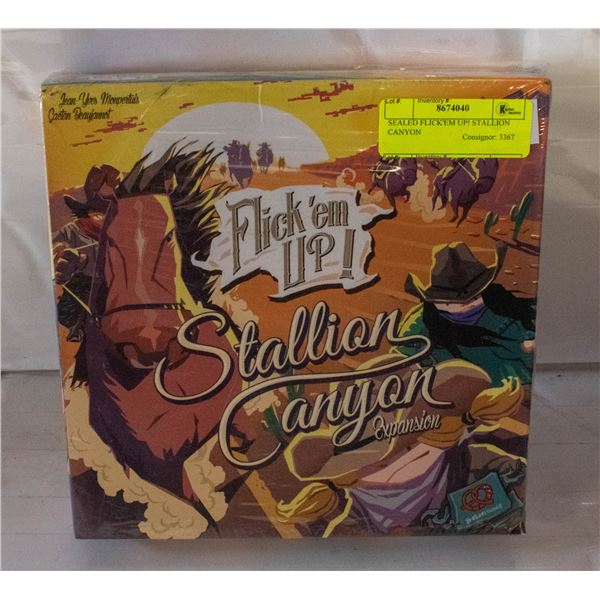 Jean-Yves Monpertuis
Gaëtan Beaujannot
Lot #: Inventory #
8674040
SEALED FLICK'EM UP! STALLION
CANYON
Consignor: 3367
Flick 'em
UP!
Stallion
Canyon
Expansion